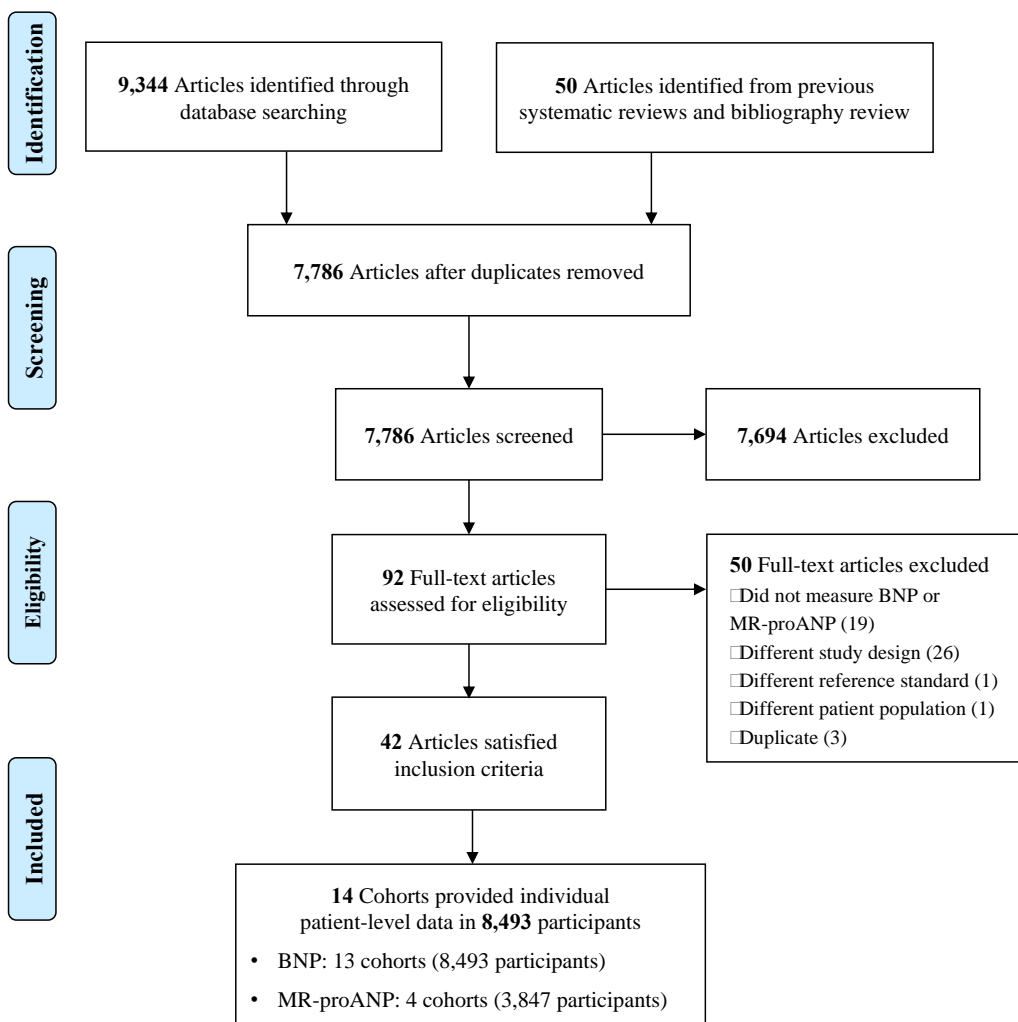 Identification
9,344 Articles identified through
database searching
50 Articles identified from previous
systematic reviews and bibliography review
Screening
7,786 Articles after duplicates removed
7,786 Articles screened
7,694 Articles excluded
Eligibility
92 Full-text articles
assessed for eligibility
50 Full-text articles excluded
□Did not measure BNP or
MR-proANP (19)
□Different study design (26)
□Different reference standard (1)
□Different patient population (1)
□Duplicate (3)
42 Articles satisfied
inclusion criteria
Included
14 Cohorts provided individual
patient-level data in 8,493 participants
• BNP: 13 cohorts (8,493 participants)
• MR-proANP: 4 cohorts (3,847 participants)